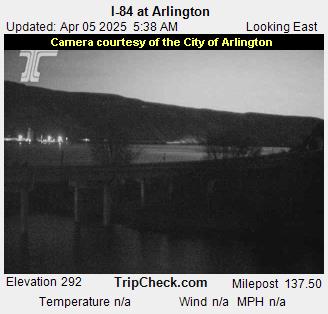 I-84 at Arlington
Updated: Apr 05 2025 5:38 AM Looking East
Camera courtesy of the City of Arlington
Elevation 292 TripCheck.com Milepost 137.50
Temperature n/a Wind n/a MPH n/a